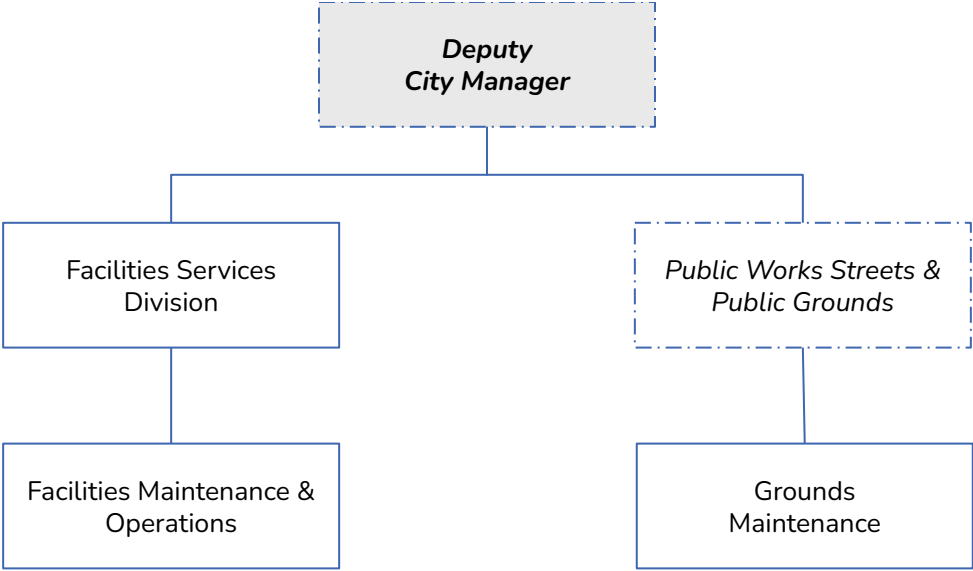 Deputy
City Manager
Facilities Services
Division
Public Works Streets &
Public Grounds
Facilities Maintenance &
Operations
Grounds
Maintenance